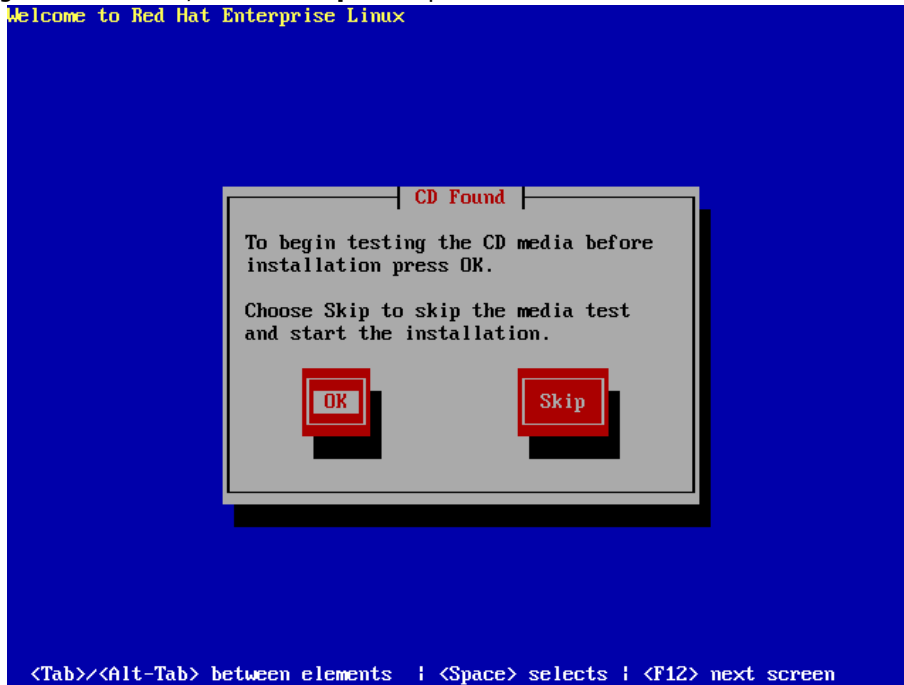 Welcome to Red Hat Enterprise Linux
CD Found
To begin testing the CD media before
installation press OK.
Choose Skip to skip the media test
and start the installation.
OK Skip
<Tab>/<Alt-Tab> between elements | <Space> selects | <F12> next screen